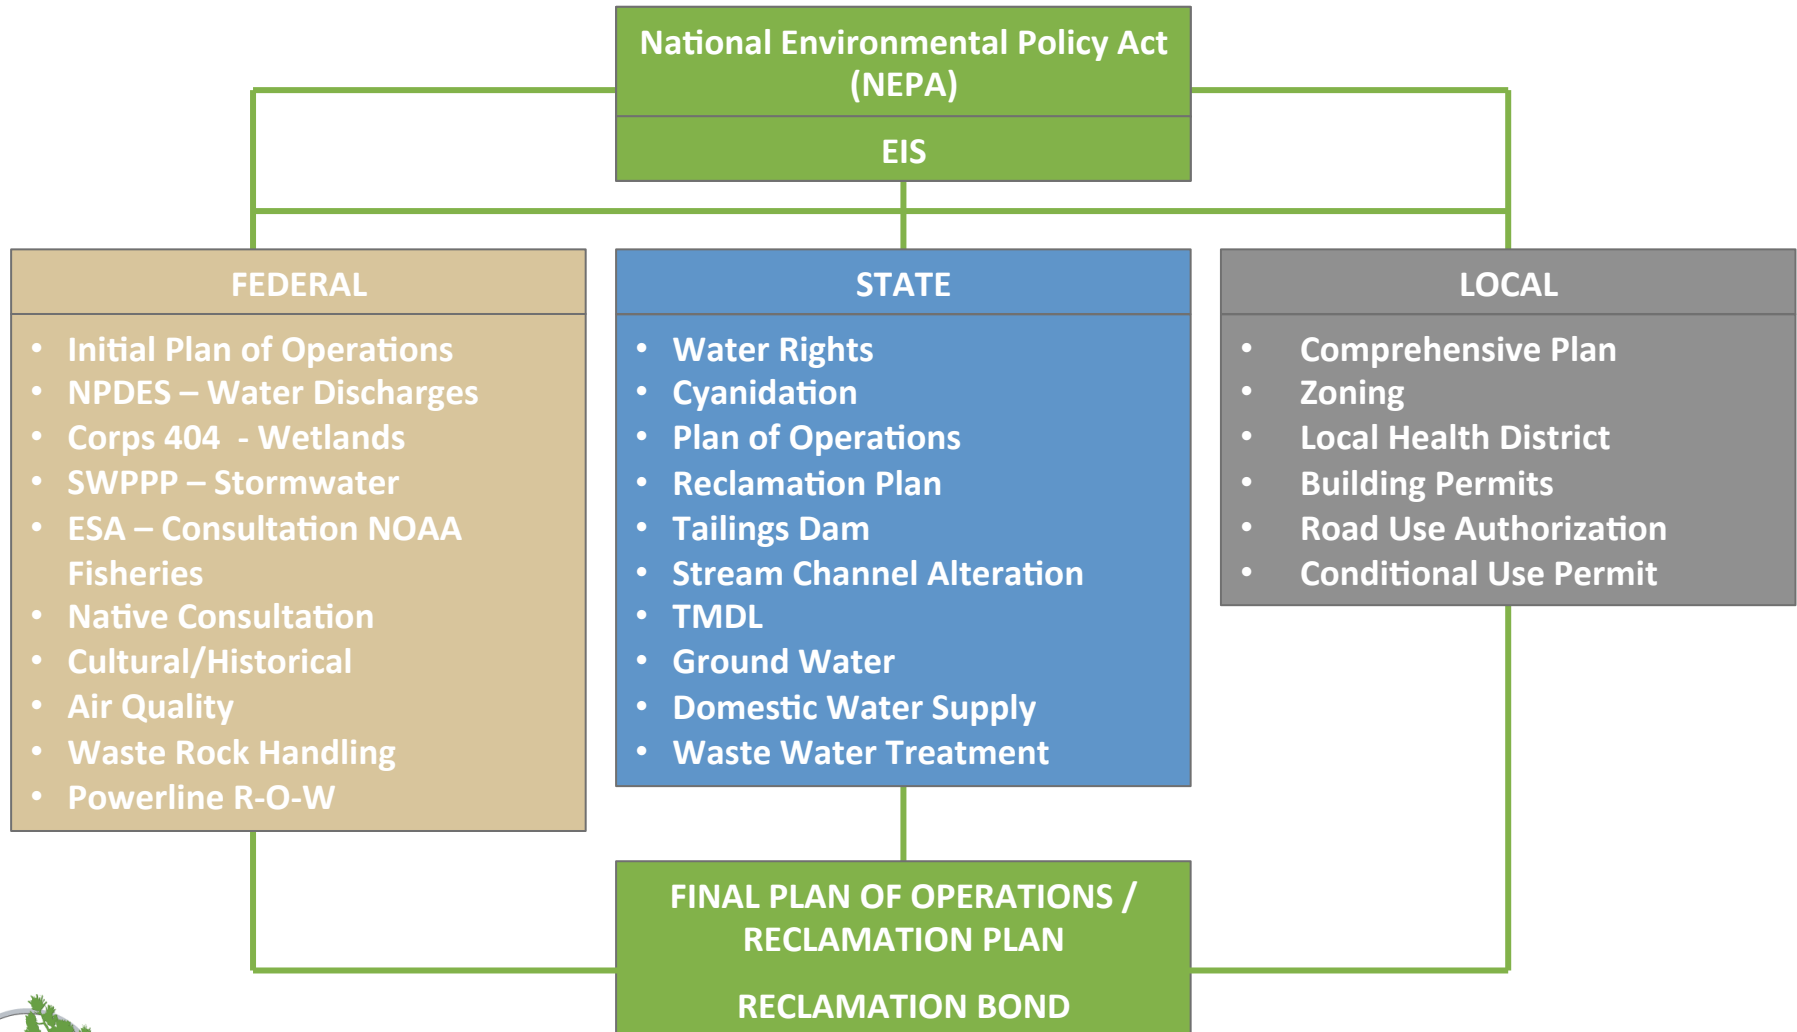 National Environmental Policy Act
(NEPA)
EIS
FEDERAL
• Initial Plan of Operations
• NPDES – Water Discharges
• Corps 404  - Wetlands
• SWPPP – Stormwater
• ESA – Consultation NOAA
Fisheries
• Native Consultation
• Cultural/Historical
• Air Quality
• Waste Rock Handling
• Powerline R-O-W
STATE
• Water Rights
• Cyanidation
• Plan of Operations
• Reclamation Plan
• Tailings Dam
• Stream Channel Alteration
• TMDL
• Ground Water
• Domestic Water Supply
• Waste Water Treatment
LOCAL
• Comprehensive Plan
• Zoning
• Local Health District
• Building Permits
• Road Use Authorization
• Conditional Use Permit
FINAL PLAN OF OPERATIONS /
RECLAMATION PLAN
RECLAMATION BOND